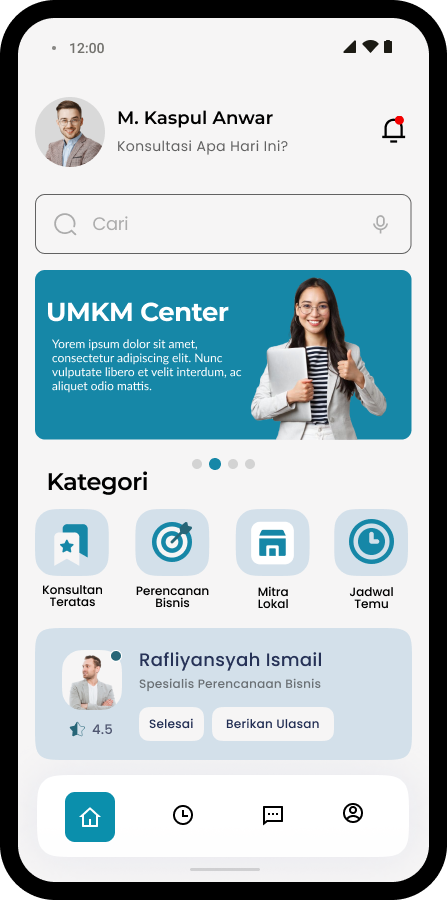 12:00
M. Kaspul Anwar
Konsultasi Apa Hari Ini?
Cari
UMKM Center
Yorem ipsum dolor sit amet,
consectetur adipiscing elit. Nunc
vulputate libero et velit interdum, ac
aliquet odio mattis.
Kategori
Konsultan
Teratas
Perencanan
Bisnis
Mitra
Lokal
Jadwal
Temu
Rafliyansyah Ismail
Spesialis Perencanaan Bisnis
4.5
Selesai
Berikan Ulasan